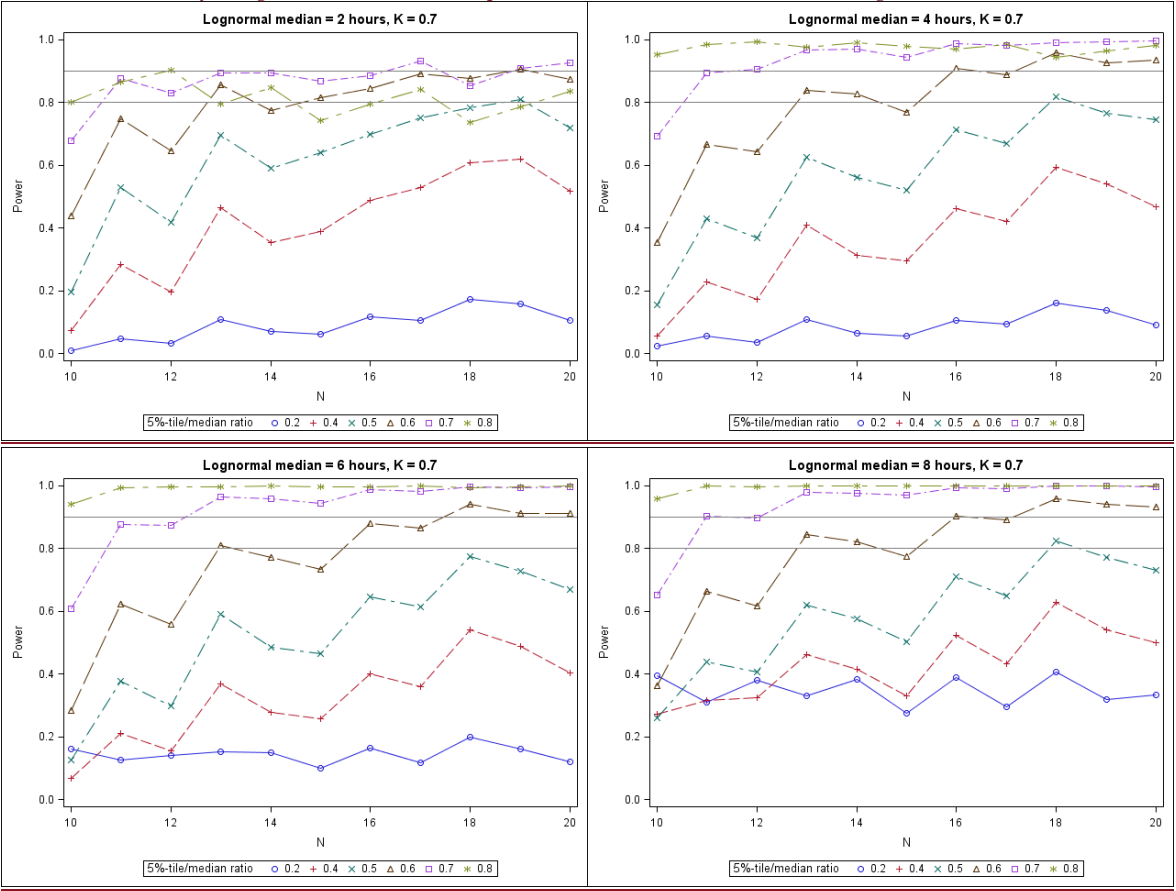 Lognormal median = 2 hours, K = 0.7
1.0
0.8
0.6
0.4
0.2
0.0
Power
10 12 14 16 18 20
N
5%-tile/median ratio 0.2 0.4 0.5 0.6 0.7 0.8
Lognormal median = 4 hours, K = 0.7
1.0
0.8
0.6
0.4
0.2
0.0
Power
10 12 14 16 18 20
N
5%-tile/median ratio 0.2 0.4 0.5 0.6 0.7 0.8
Lognormal median = 6 hours, K = 0.7
1.0
0.8
0.6
0.4
0.2
0.0
Power
10 12 14 16 18 20
N
5%-tile/median ratio 0.2 0.4 0.5 0.6 0.7 0.8
Lognormal median = 8 hours, K = 0.7
1.0
0.8
0.6
0.4
0.2
0.0
Power
10 12 14 16 18 20
N
5%-tile/median ratio 0.2 0.4 0.5 0.6 0.7 0.8